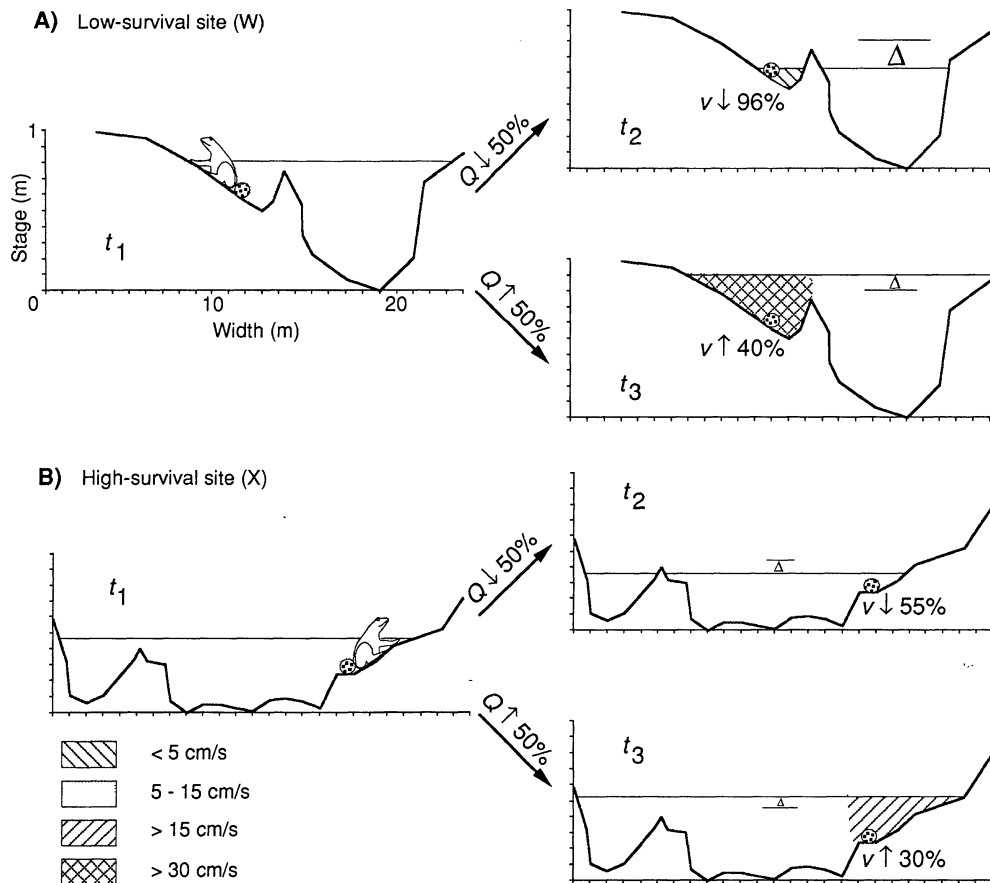 A) Low-survival site (W)
1
Stage (m)
t1
0
10
20
Width (m)
Q ↓ 50%
Q ↑ 50%
Δ
v ↓ 96%
t2
Δ
v ↑ 40%
t3
B) High-survival site (X)
t1
Q ↓ 50%
Q ↑ 50%
t2
Δ
v ↓ 55%
t3
Δ
v ↑ 30%
< 5 cm/s
5 - 15 cm/s
> 15 cm/s
> 30 cm/s